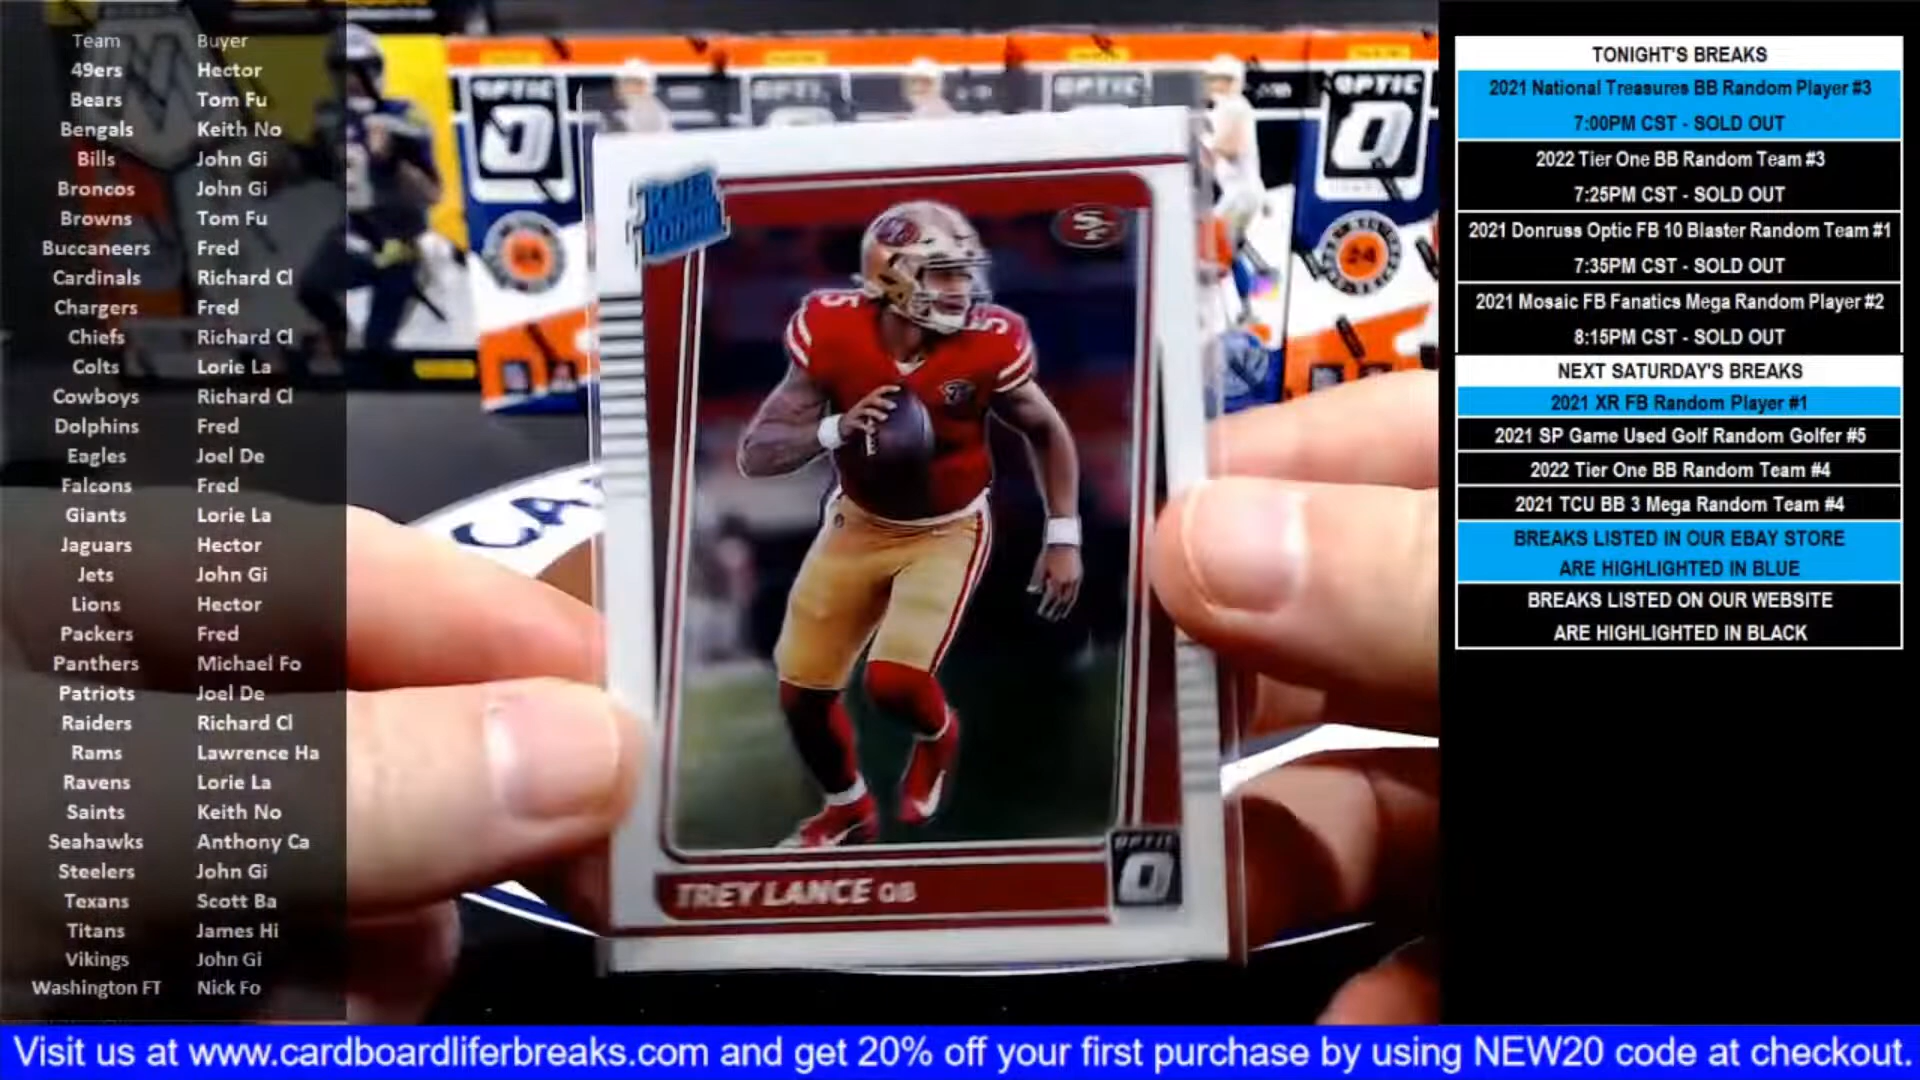 Team Buyer
49ers Hector
Bears Tom Fu
Bengals Keith No
Bills John Gi
Broncos John Gi
Browns Tom Fu
Buccaneers Fred
Cardinals Richard Cl
Chargers Fred
Chiefs Richard Cl
Colts Lorie La
Cowboys Richard Cl
Dolphins Fred
Eagles Joel De
Falcons Fred
Giants Lorie La
Jaguars Hector
Jets John Gi
Lions Hector
Packers Fred
Panthers Michael Fo
Patriots Joel De
Raiders Richard Cl
Rams Lawrence Ha
Ravens Lorie La
Saints Keith No
Seahawks Anthony Ca
Steelers John Gi
Texans Scott Ba
Titans James Hi
Vikings John Gi
Washington FT Nick Fo
OPTIC
OPTIC
OPTIC
OPTIC
24
24
RATED
ROOKIE
SF
5
5
CA
TREY LANCE QB
OPTIC
TONIGHT'S BREAKS
2021 National Treasures BB Random Player #3
7:00PM CST - SOLD OUT
2022 Tier One BB Random Team #3
7:25PM CST - SOLD OUT
2021 Donruss Optic FB 10 Blaster Random Team #1
7:35PM CST - SOLD OUT
2021 Mosaic FB Fanatics Mega Random Player #2
8:15PM CST - SOLD OUT
NEXT SATURDAY'S BREAKS
2021 XR FB Random Player #1
2021 SP Game Used Golf Random Golfer #5
2022 Tier One BB Random Team #4
2021 TCU BB 3 Mega Random Team #4
BREAKS LISTED IN OUR EBAY STORE
ARE HIGHLIGHTED IN BLUE
BREAKS LISTED ON OUR WEBSITE
ARE HIGHLIGHTED IN BLACK
Visit us at www.cardboardliferbreaks.com and get 20% off your first purchase by using NEW20 code at checkout.